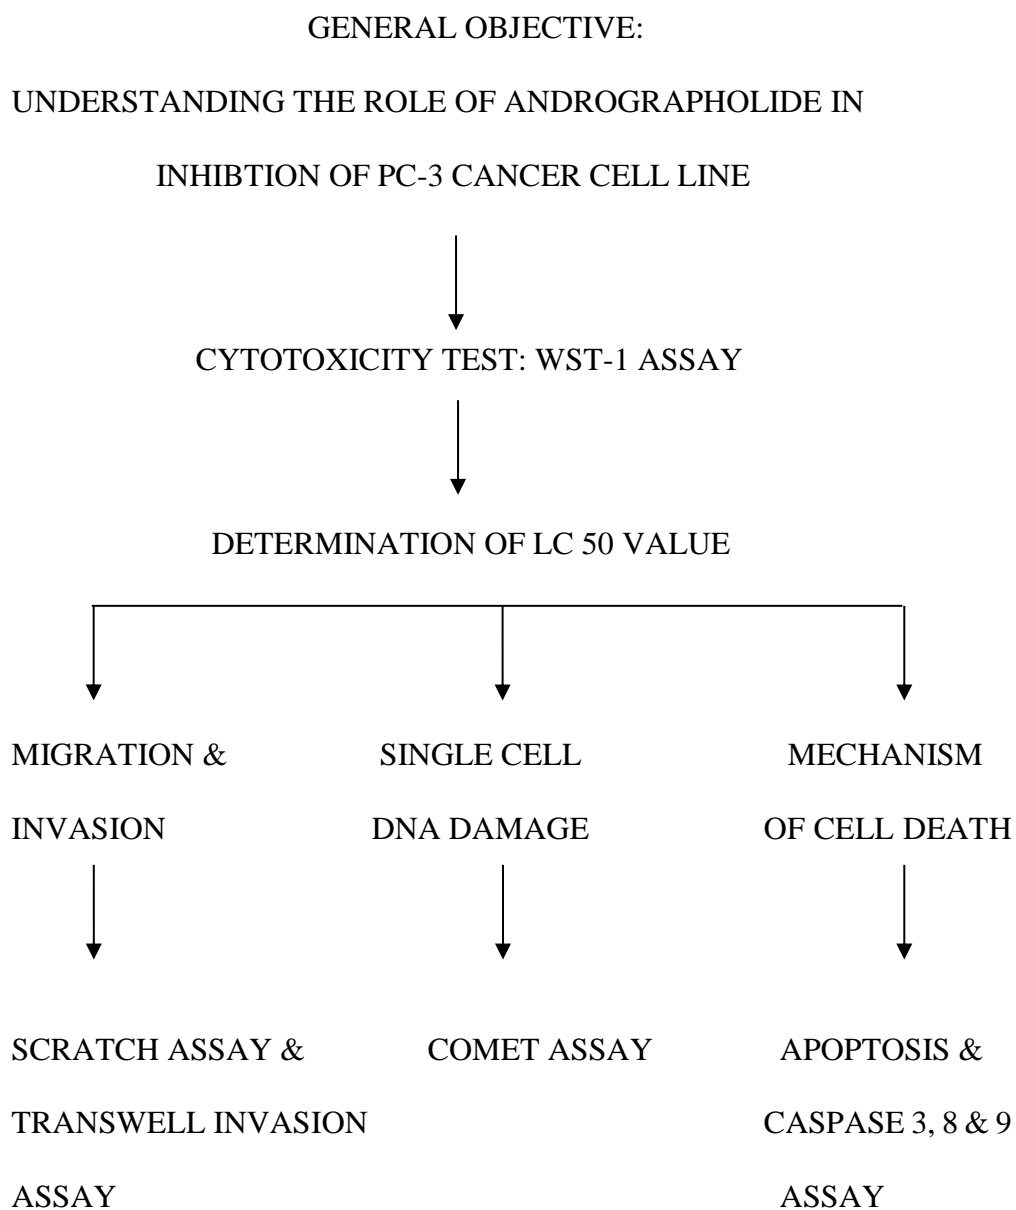 GENERAL OBJECTIVE:
UNDERSTANDING THE ROLE OF ANDROGRAPHOLIDE IN
INHIBTION OF PC-3 CANCER CELL LINE
CYTOTOXICITY TEST: WST-1 ASSAY
DETERMINATION OF LC 50 VALUE
MIGRATION &
INVASION
SINGLE CELL
DNA DAMAGE
MECHANISM
OF CELL DEATH
SCRATCH ASSAY &
TRANSWELL INVASION
ASSAY
COMET ASSAY
APOPTOSIS &
CASPASE 3, 8 & 9
ASSAY